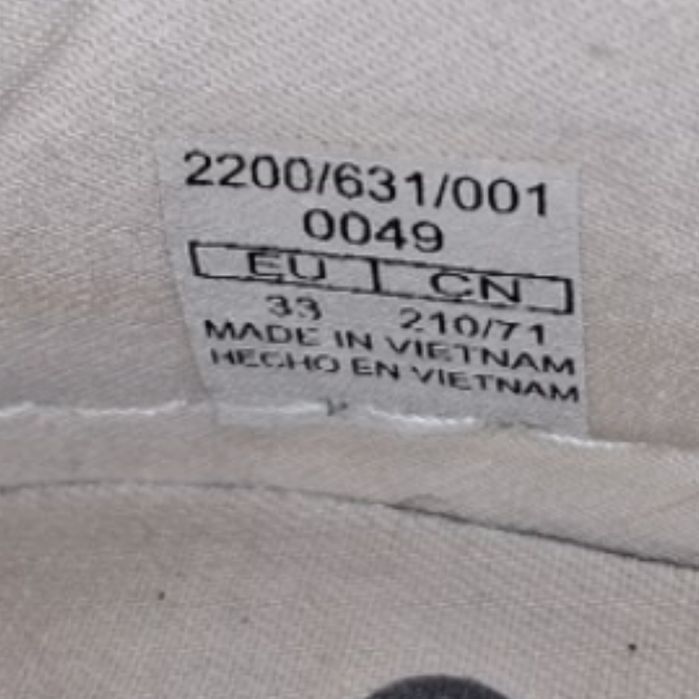 2200/631/001
0049
EU CN
33 210/71
MADE IN VIETNAM
HECHO EN VIETNAM